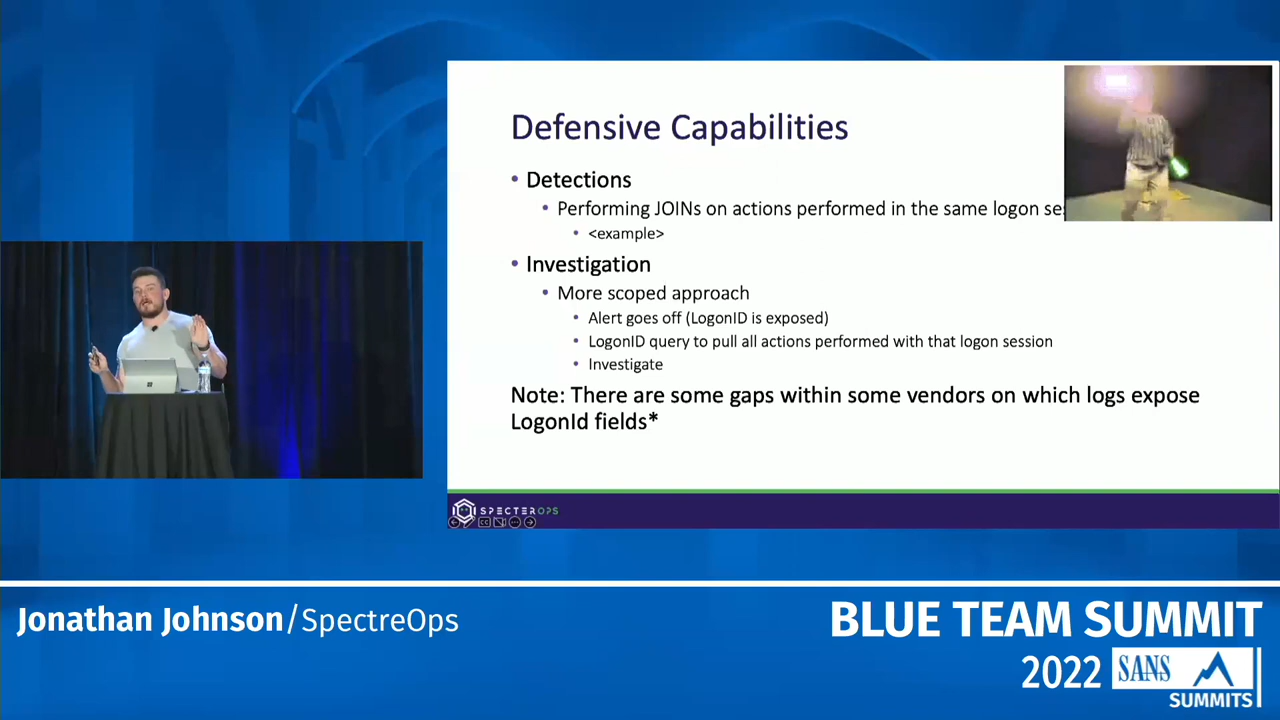 Defensive Capabilities
• Detections
• Performing JOINs on actions performed in the same logon ses
• <example>
• Investigation
• More scoped approach
• Alert goes off (LogonID is exposed)
• LogonID query to pull all actions performed with that logon session
• Investigate
Note: There are some gaps within some vendors on which logs expose
LogonId fields*
SPECTEROPS
CC
Jonathan Johnson/SpectreOps
BLUE TEAM SUMMIT
2022 SANS
SUMMITS